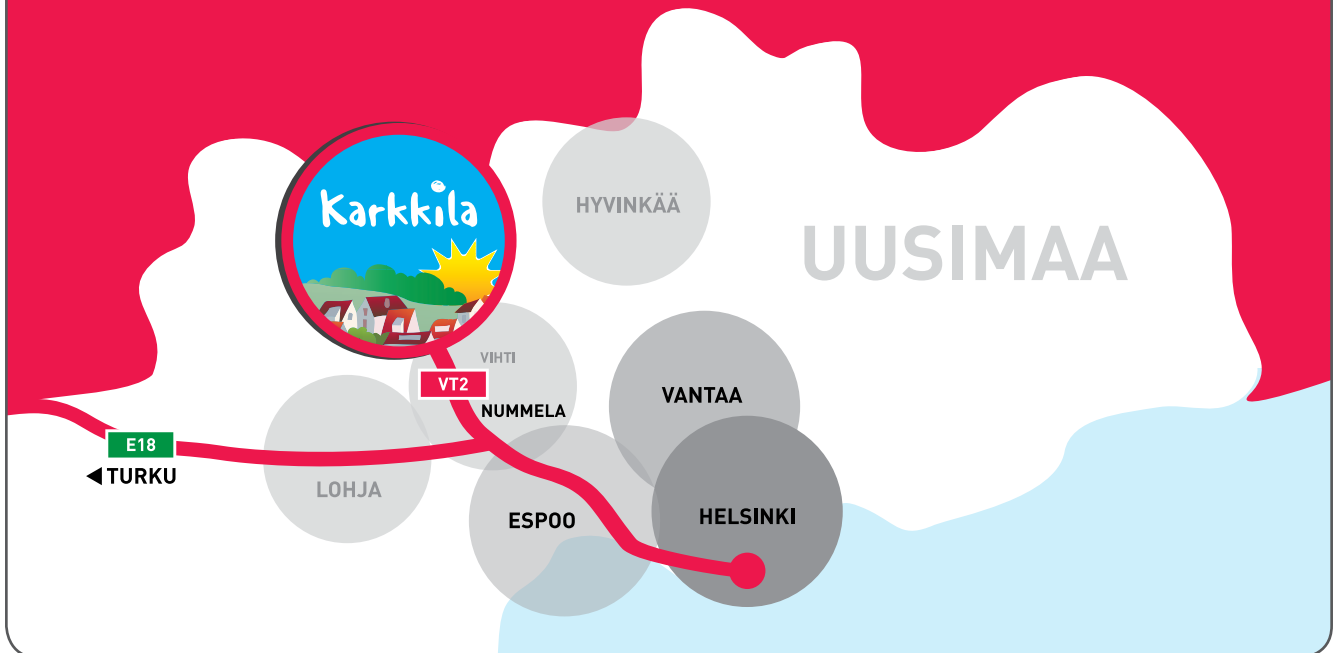 Karkkila
HYVINKÄÄ
UUSIMAA
VIHTI
VT2
VANTAA
NUMMELA
E18
TURKU
LOHJA
ESPOO
HELSINKI